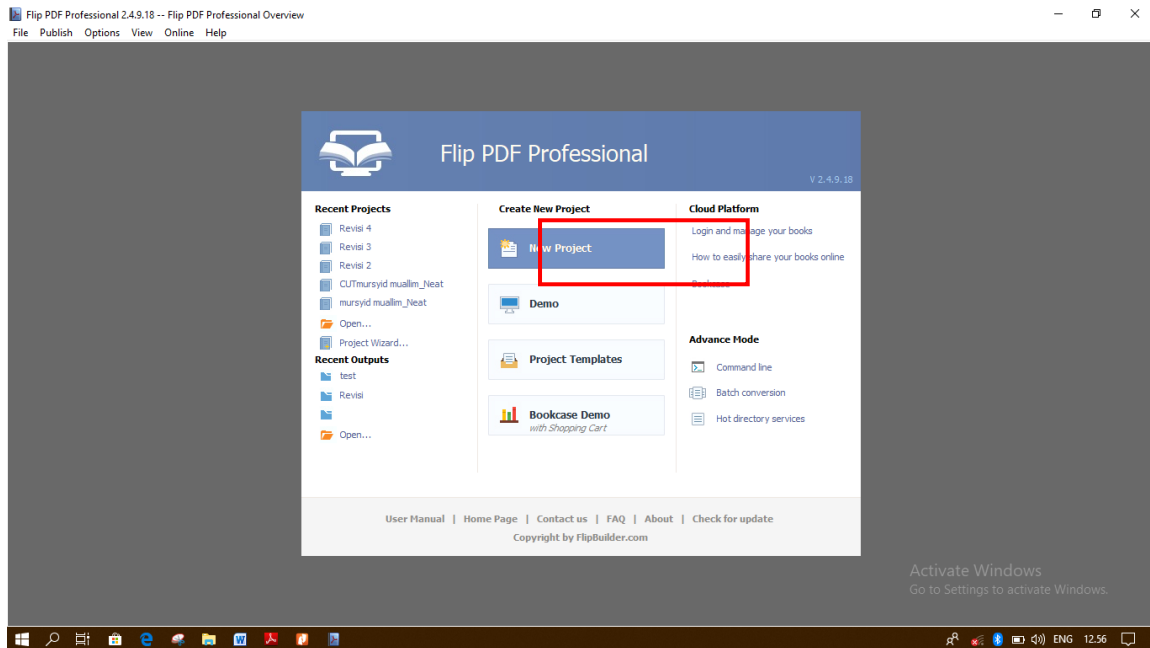 Flip PDF Professional 2.4.9.18 -- Flip PDF Professional Overview
File Publish Options View Online Help
Flip PDF Professional
V 2.4.9.18
Recent Projects
Revisi 4
Revisi 3
Revisi 2
CUTmursyid muallim_Neat
mursyid muallim_Neat
Open...
Project Wizard...
Recent Outputs
test
Revisi
Open...
Create New Project
New Project
Demo
Project Templates
Bookcase Demo
with Shopping Cart
Cloud Platform
Login and manage your books
How to easily share your books online
Bookcase
Advance Mode
Command line
Batch conversion
Hot directory services
User Manual | Home Page | Contact us | FAQ | About | Check for update
Copyright by FlipBuilder.com
Activate Windows
Go to Settings to activate Windows.
ENG 12.56